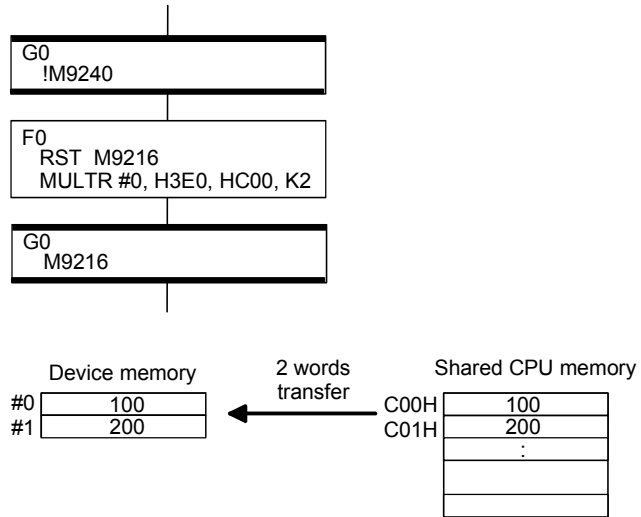 G0
!M9240
F0
RST M9216
MULTR #0, H3E0, HC00, K2
G0
M9216
Device memory
2 words
transfer
Shared CPU memory
#0 100
#1 200
C00H 100
C01H 200
: